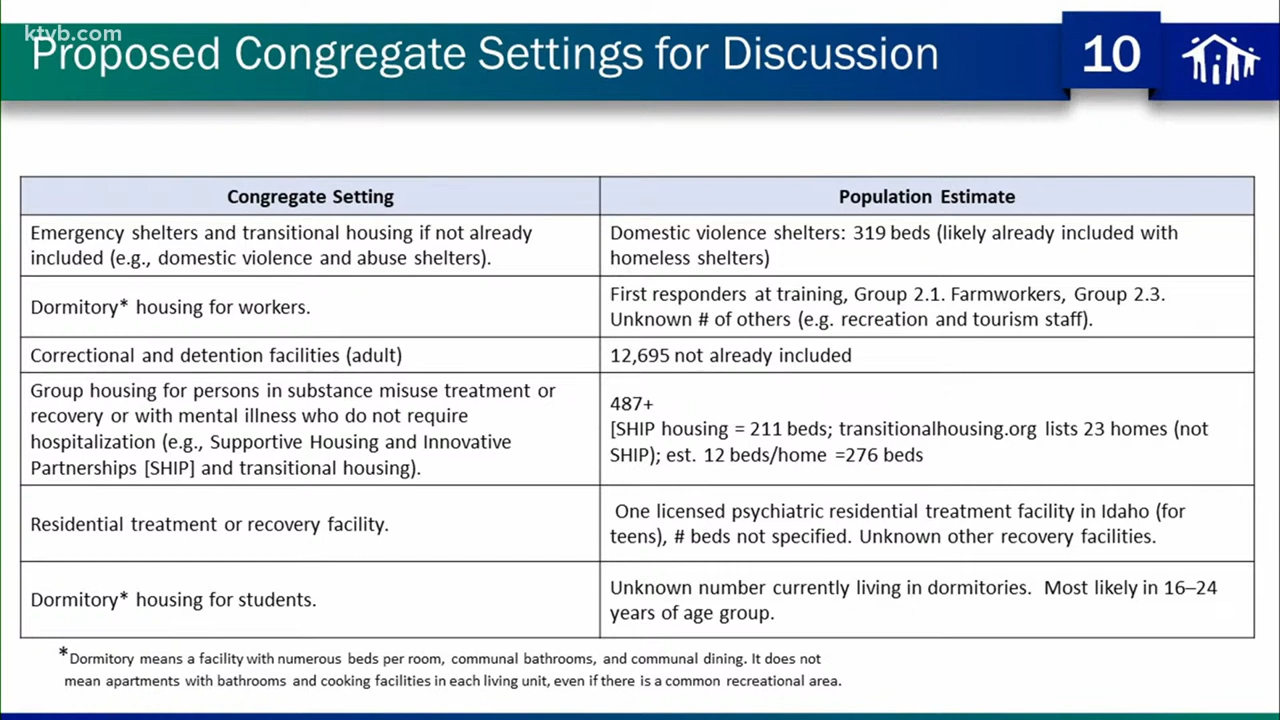 ktvb.com
Proposed Congregate Settings for Discussion
10
Congregate Setting
Population Estimate
Emergency shelters and transitional housing if not already
included (e.g., domestic violence and abuse shelters).
Domestic violence shelters: 319 beds (likely already included with
homeless shelters)
Dormitory* housing for workers.
First responders at training, Group 2.1. Farmworkers, Group 2.3.
Unknown # of others (e.g. recreation and tourism staff).
Correctional and detention facilities (adult)
12,695 not already included
Group housing for persons in substance misuse treatment or
recovery or with mental illness who do not require
hospitalization (e.g., Supportive Housing and Innovative
Partnerships [SHIP] and transitional housing).
487+
[SHIP housing = 211 beds; transitionalhousing.org lists 23 homes (not
SHIP); est. 12 beds/home =276 beds
Residential treatment or recovery facility.
One licensed psychiatric residential treatment facility in Idaho (for
teens), # beds not specified. Unknown other recovery facilities.
Dormitory* housing for students.
Unknown number currently living in dormitories. Most likely in 16–24
years of age group.
*Dormitory means a facility with numerous beds per room, communal bathrooms, and communal dining. It does not
mean apartments with bathrooms and cooking facilities in each living unit, even if there is a common recreational area.